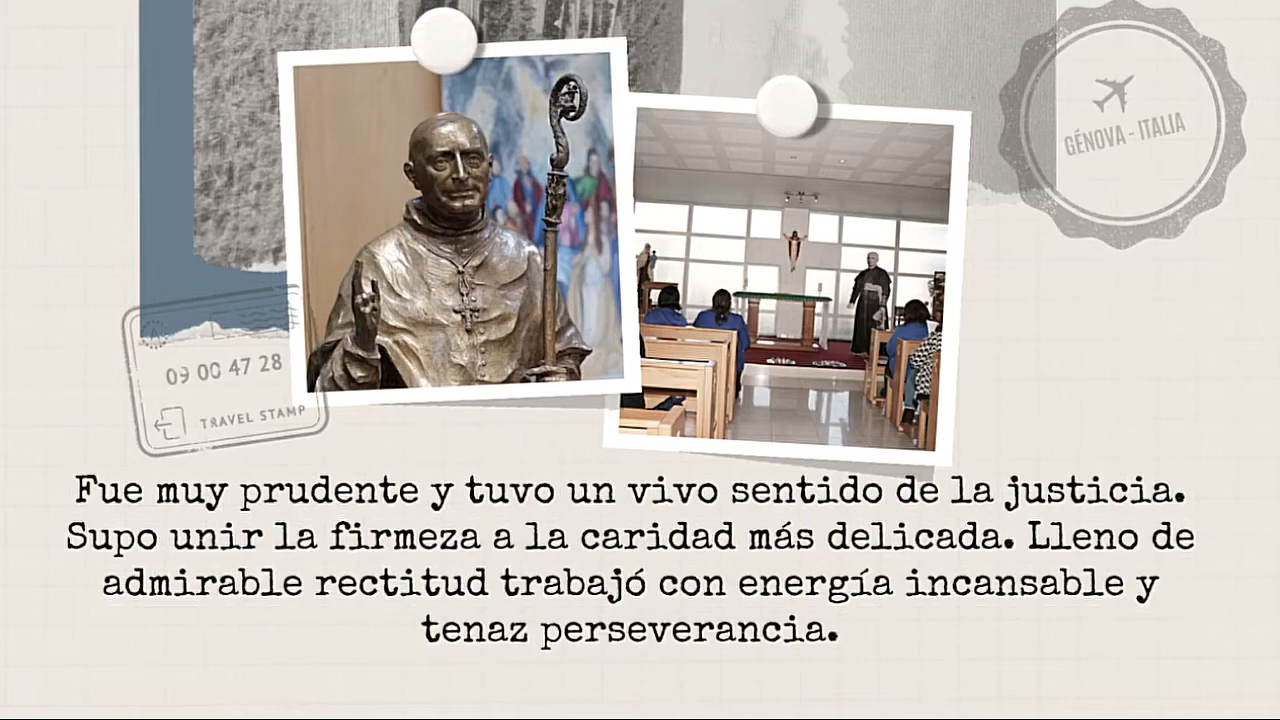 GÉNOVA - ITALIA
09 00 47 28
TRAVEL STAMP
Fue muy prudente y tuvo un vivo sentido de la justicia.
Supo unir la firmeza a la caridad más delicada. Lleno de
admirable rectitud trabajó con energía incansable y
tenaz perseverancia.